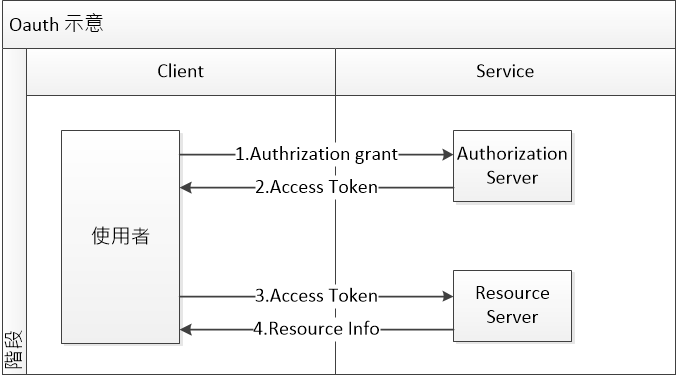 Oauth 示意
Client
Service
階段
使用者
1.Authrization grant
Authorization
Server
2.Access Token
3.Access Token
Resource
Server
4.Resource Info